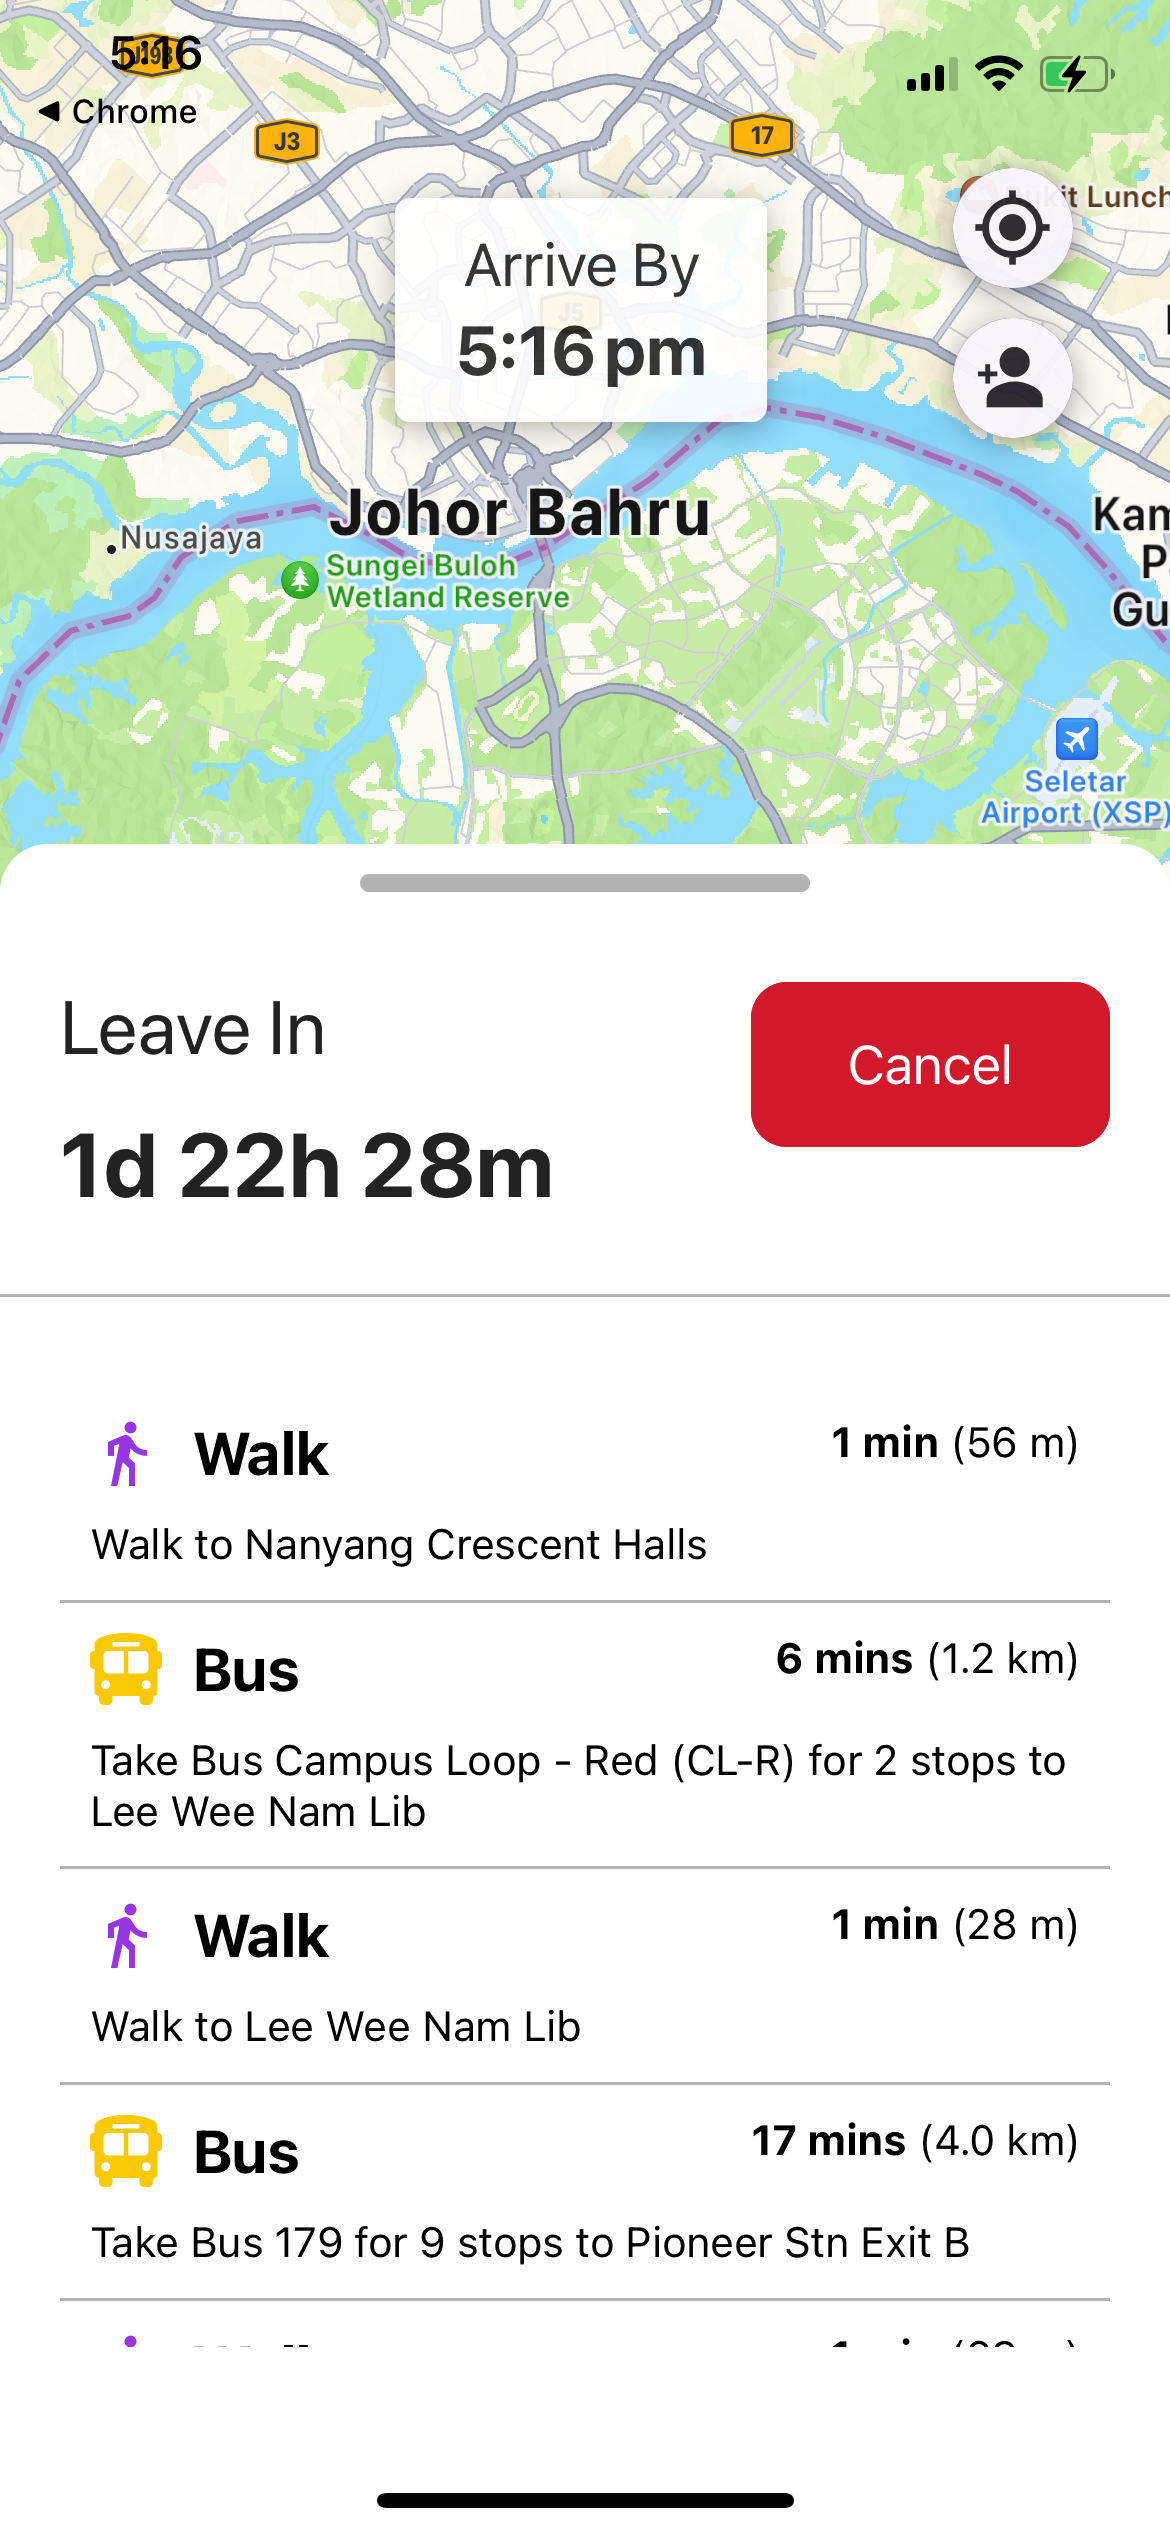 5:16
J193
Chrome
J3
17
Bukit Lunch
Arrive By
J5
5:16 pm
Johor Bahru
Nusajaya
Sungei Buloh
Wetland Reserve
Kam
Pa
Gu
Seletar
Airport (XSP)
Leave In
Cancel
1d 22h 28m
Walk
1 min (56 m)
Walk to Nanyang Crescent Halls
Bus
6 mins (1.2 km)
Take Bus Campus Loop - Red (CL-R) for 2 stops to
Lee Wee Nam Lib
Walk
1 min (28 m)
Walk to Lee Wee Nam Lib
Bus
17 mins (4.0 km)
Take Bus 179 for 9 stops to Pioneer Stn Exit B